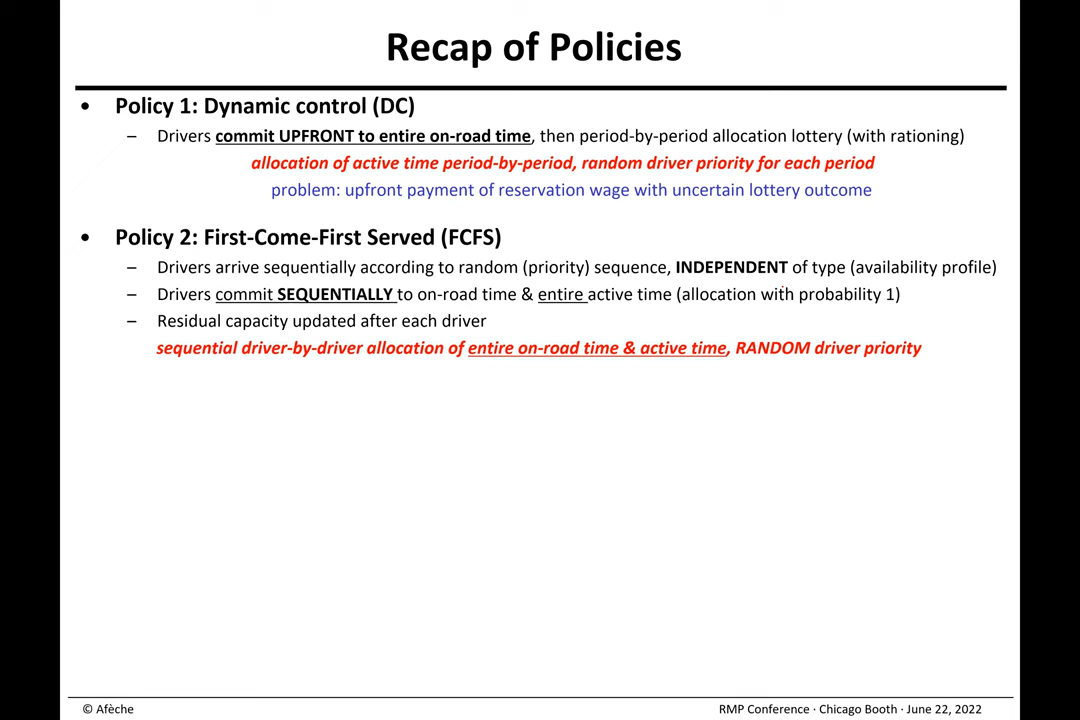 Recap of Policies
• Policy 1: Dynamic control (DC)
– Drivers commit UPFRONT to entire on-road time, then period-by-period allocation lottery (with rationing)
allocation of active time period-by-period, random driver priority for each period
problem: upfront payment of reservation wage with uncertain lottery outcome
• Policy 2: First-Come-First Served (FCFS)
– Drivers arrive sequentially according to random (priority) sequence, INDEPENDENT of type (availability profile)
– Drivers commit SEQUENTIALLY to on-road time & entire active time (allocation with probability 1)
– Residual capacity updated after each driver
sequential driver-by-driver allocation of entire on-road time & active time, RANDOM driver priority
© Afèche
RMP Conference · Chicago Booth · June 22, 2022